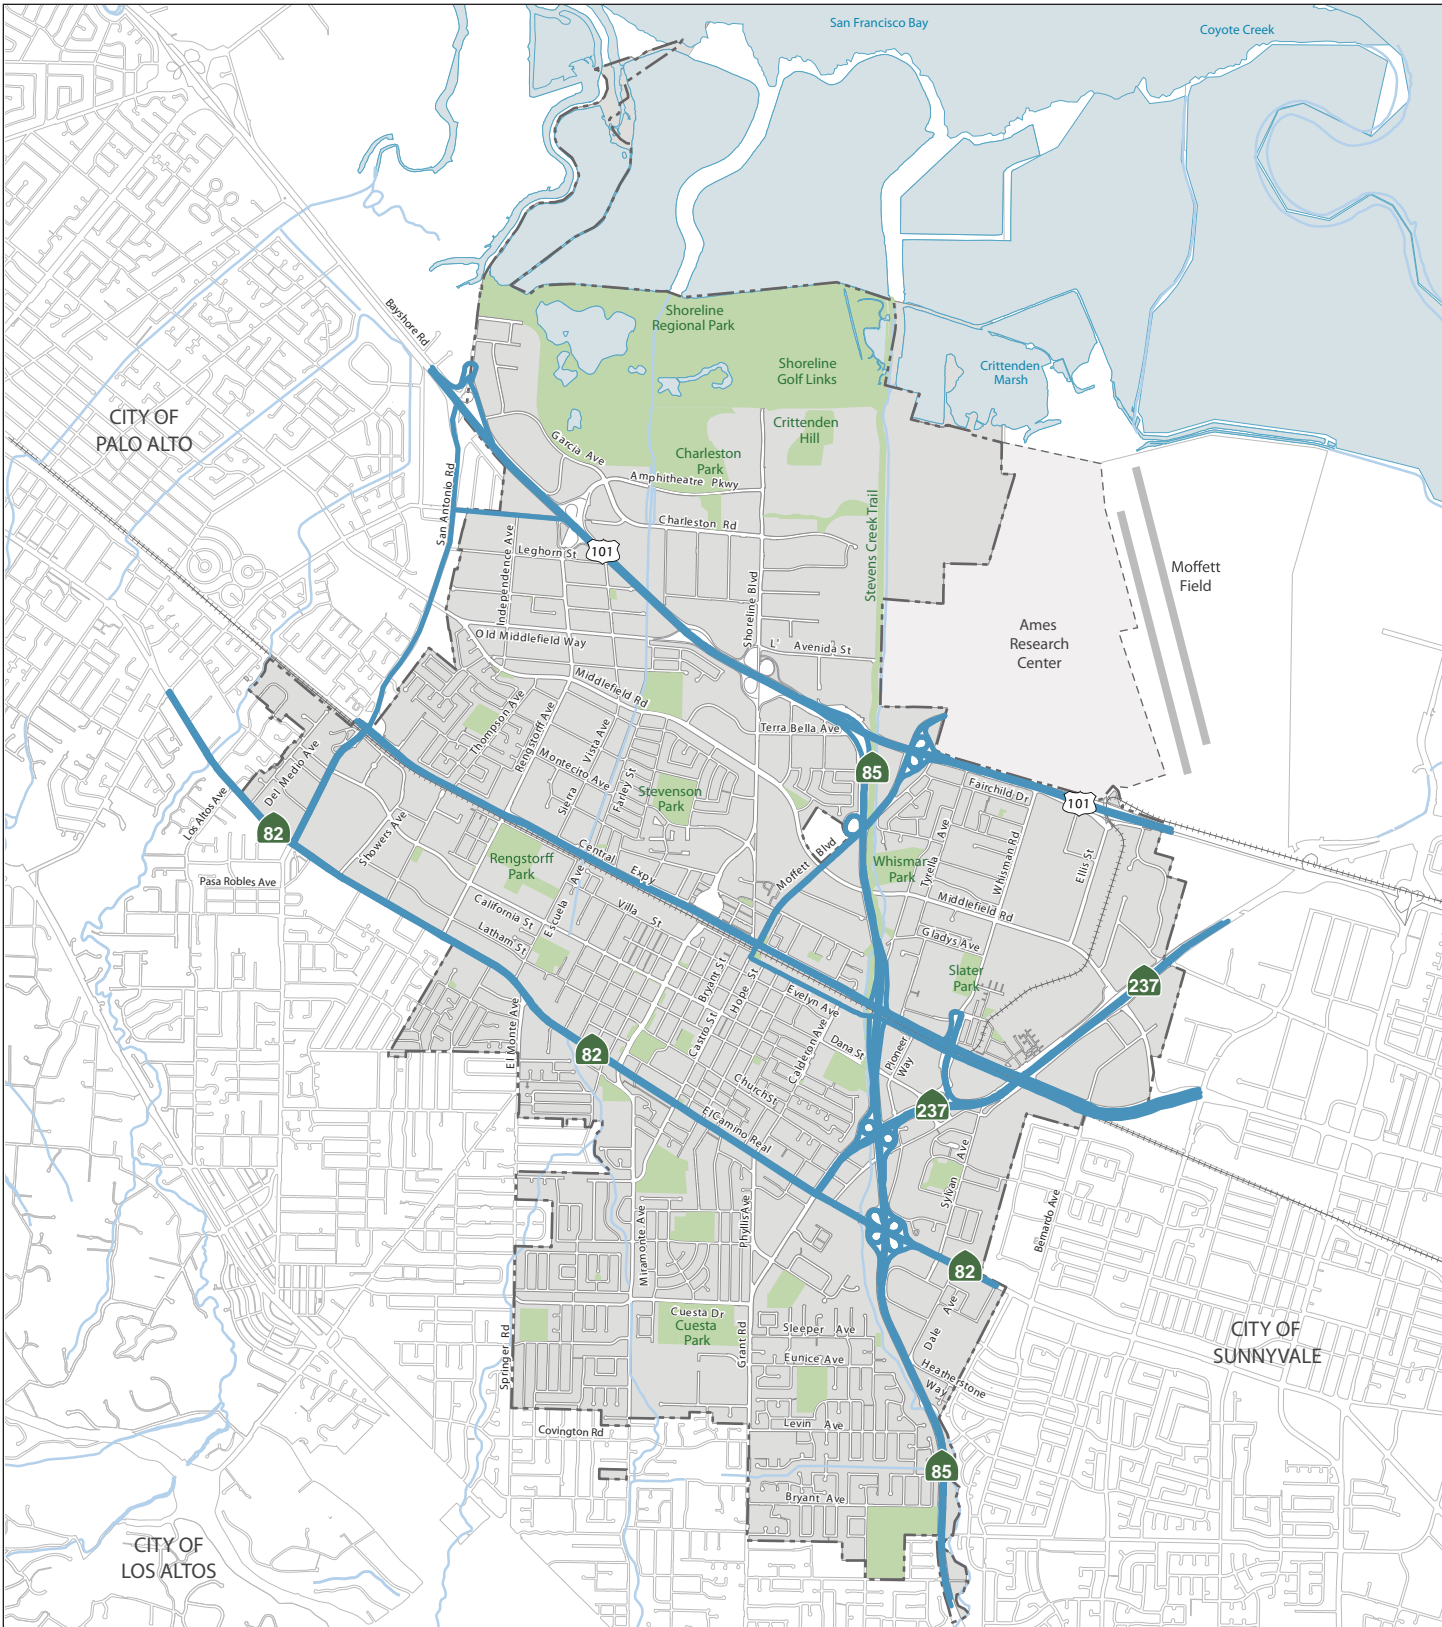 San Francisco Bay
Coyote Creek
Bayshore Rd
Shoreline
Regional Park
Shoreline
Golf Links
Crittenden
Marsh
CITY OF
PALO ALTO
Crittenden
Hill
Garcia Ave
Charleston
Park
Amphitheatre Pkwy
San Antonio Rd
Charleston Rd
Stevens Creek Trail
Independence Ave
Leghorn St
101
Moffett
Field
Shoreline Blvd
Ames
Research
Center
Old Middlefield Way
L' Avenida St
Middlefield Rd
Thompson Ave
Rengstorff Ave
Vista Ave
Sierra
Terra Bella Ave
Del Medio Ave
Montecito Ave
85
Farley St
Stevenson
Park
Fairchild Dr
101
Los Altos Ave
82
Showers Ave
Rengstorff
Park
Central Expy
Moffett Blvd
Whisman
Park
Tyrella Ave
Whisman Rd
Ellis St
Pasa Robles Ave
Escuela Ave
California St
Latham St
Villa St
Middlefield Rd
Gladys Ave
Slater
Park
237
Bryant St
Hope St
Castro St
Evelyn Ave
Calderon Ave
Dana St
Pioneer
Way
El Monte Ave
82
Church St
237
El Camino Real
Sylvan Ave
Miramonte Ave
Phyllis Ave
Bernardo Ave
82
Cuesta Dr
Cuesta
Park
Grant Rd
Sleeper Ave
Dale Ave
CITY OF
SUNNYVALE
Springer Rd
Eunice Ave
Heatherstone
Way
Levin Ave
Covington Rd
85
Bryant Ave
CITY OF
LOS ALTOS